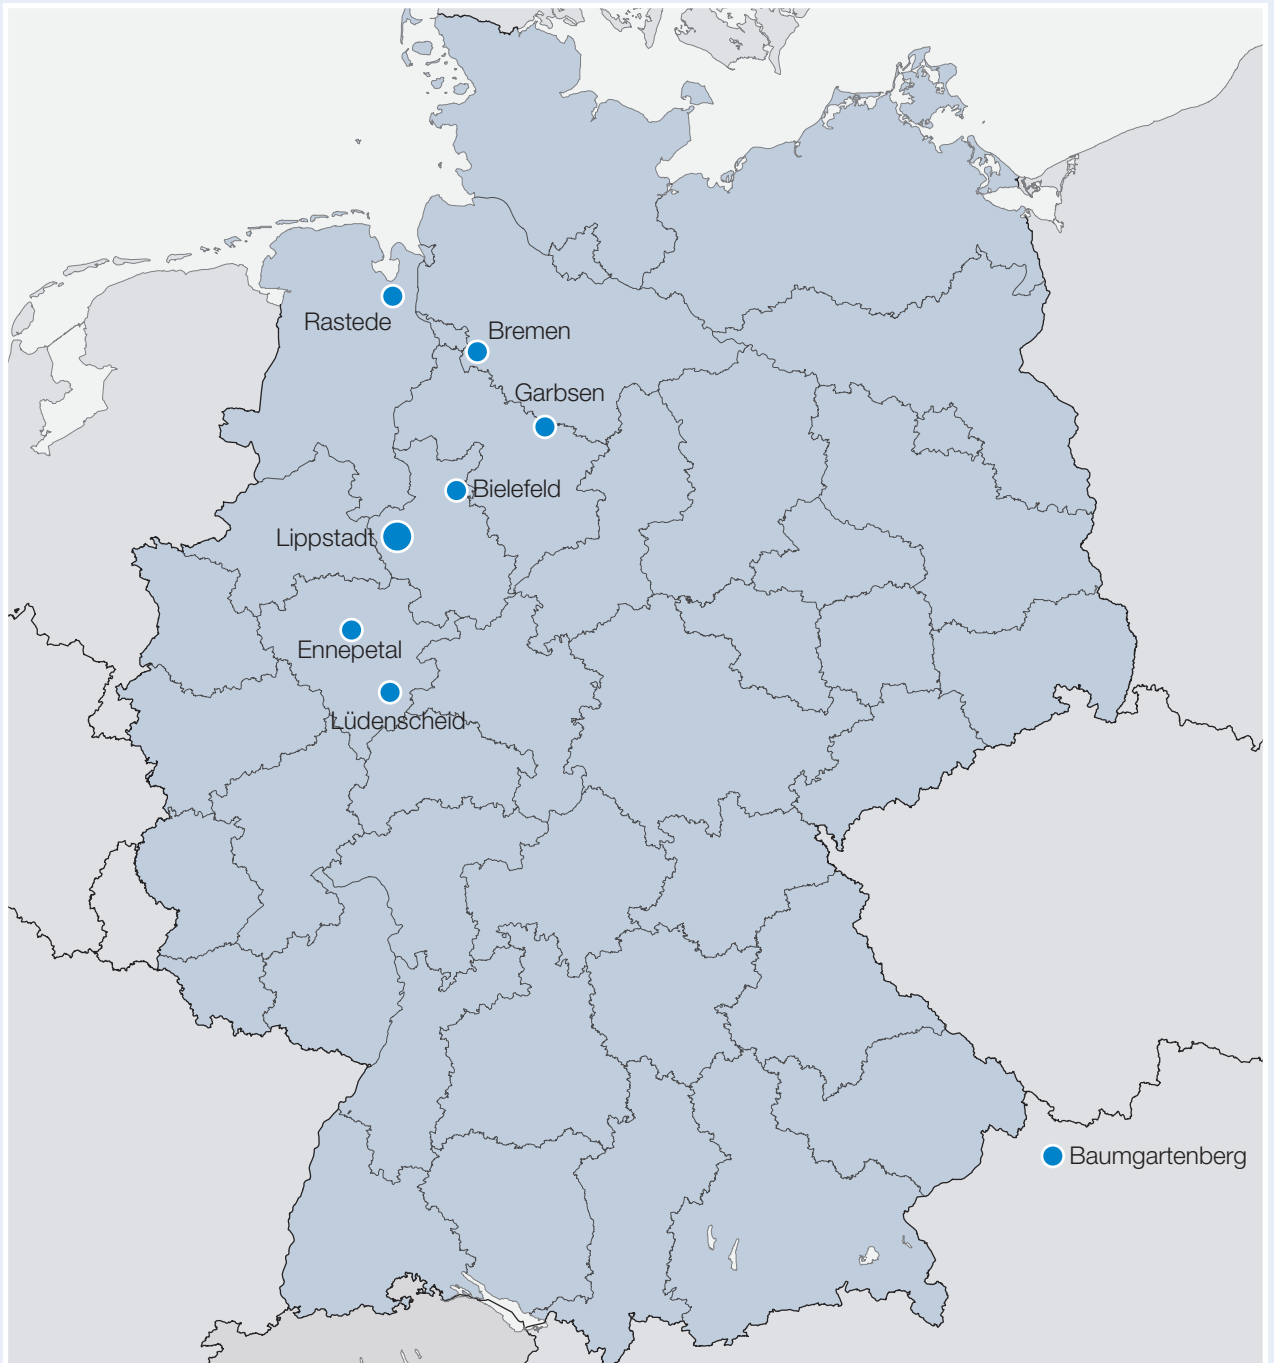 Rastede
Bremen
Garbsen
Bielefeld
Lippstadt
Ennepetal
Lüdenscheid
Baumgartenberg